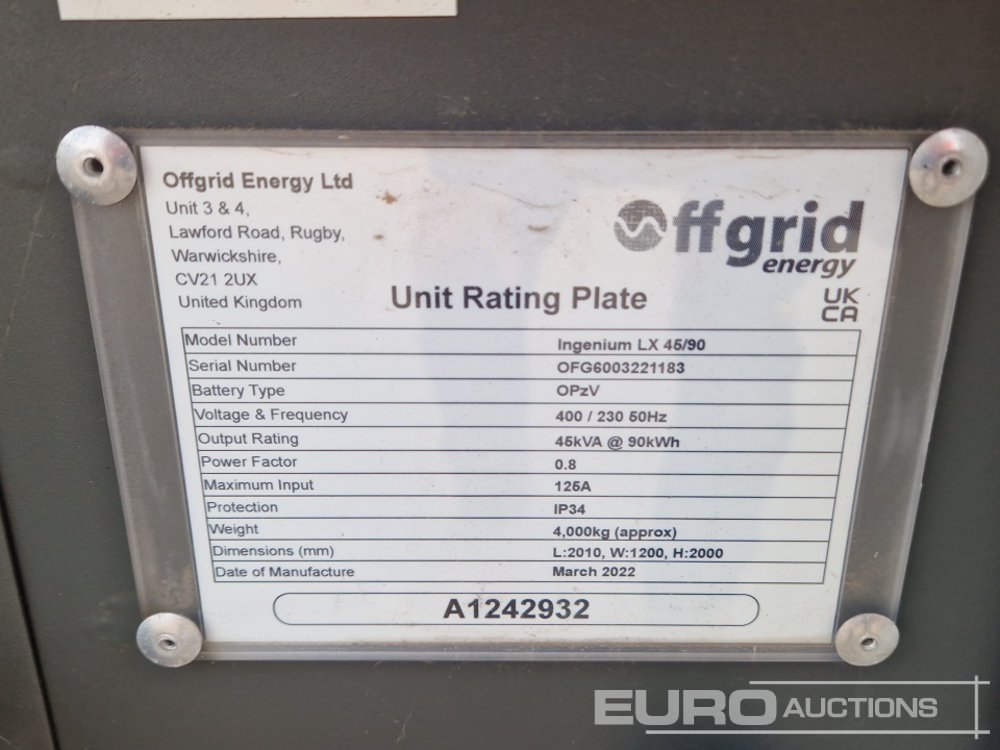 Offgrid Energy Ltd
Unit 3 & 4,
Lawford Road, Rugby,
Warwickshire,
CV21 2UX
United Kingdom
Offgrid
energy
Unit Rating Plate
UK
CA
Model Number Ingenium LX 45/90
Serial Number OFG6003221183
Battery Type OPzV
Voltage & Frequency 400 / 230 50Hz
Output Rating 45kVA @ 90kWh
Power Factor 0.8
Maximum Input 125A
Protection IP34
Weight 4,000kg (approx)
Dimensions (mm) L:2010, W:1200, H:2000
Date of Manufacture March 2022
A1242932
EURO AUCTIONS